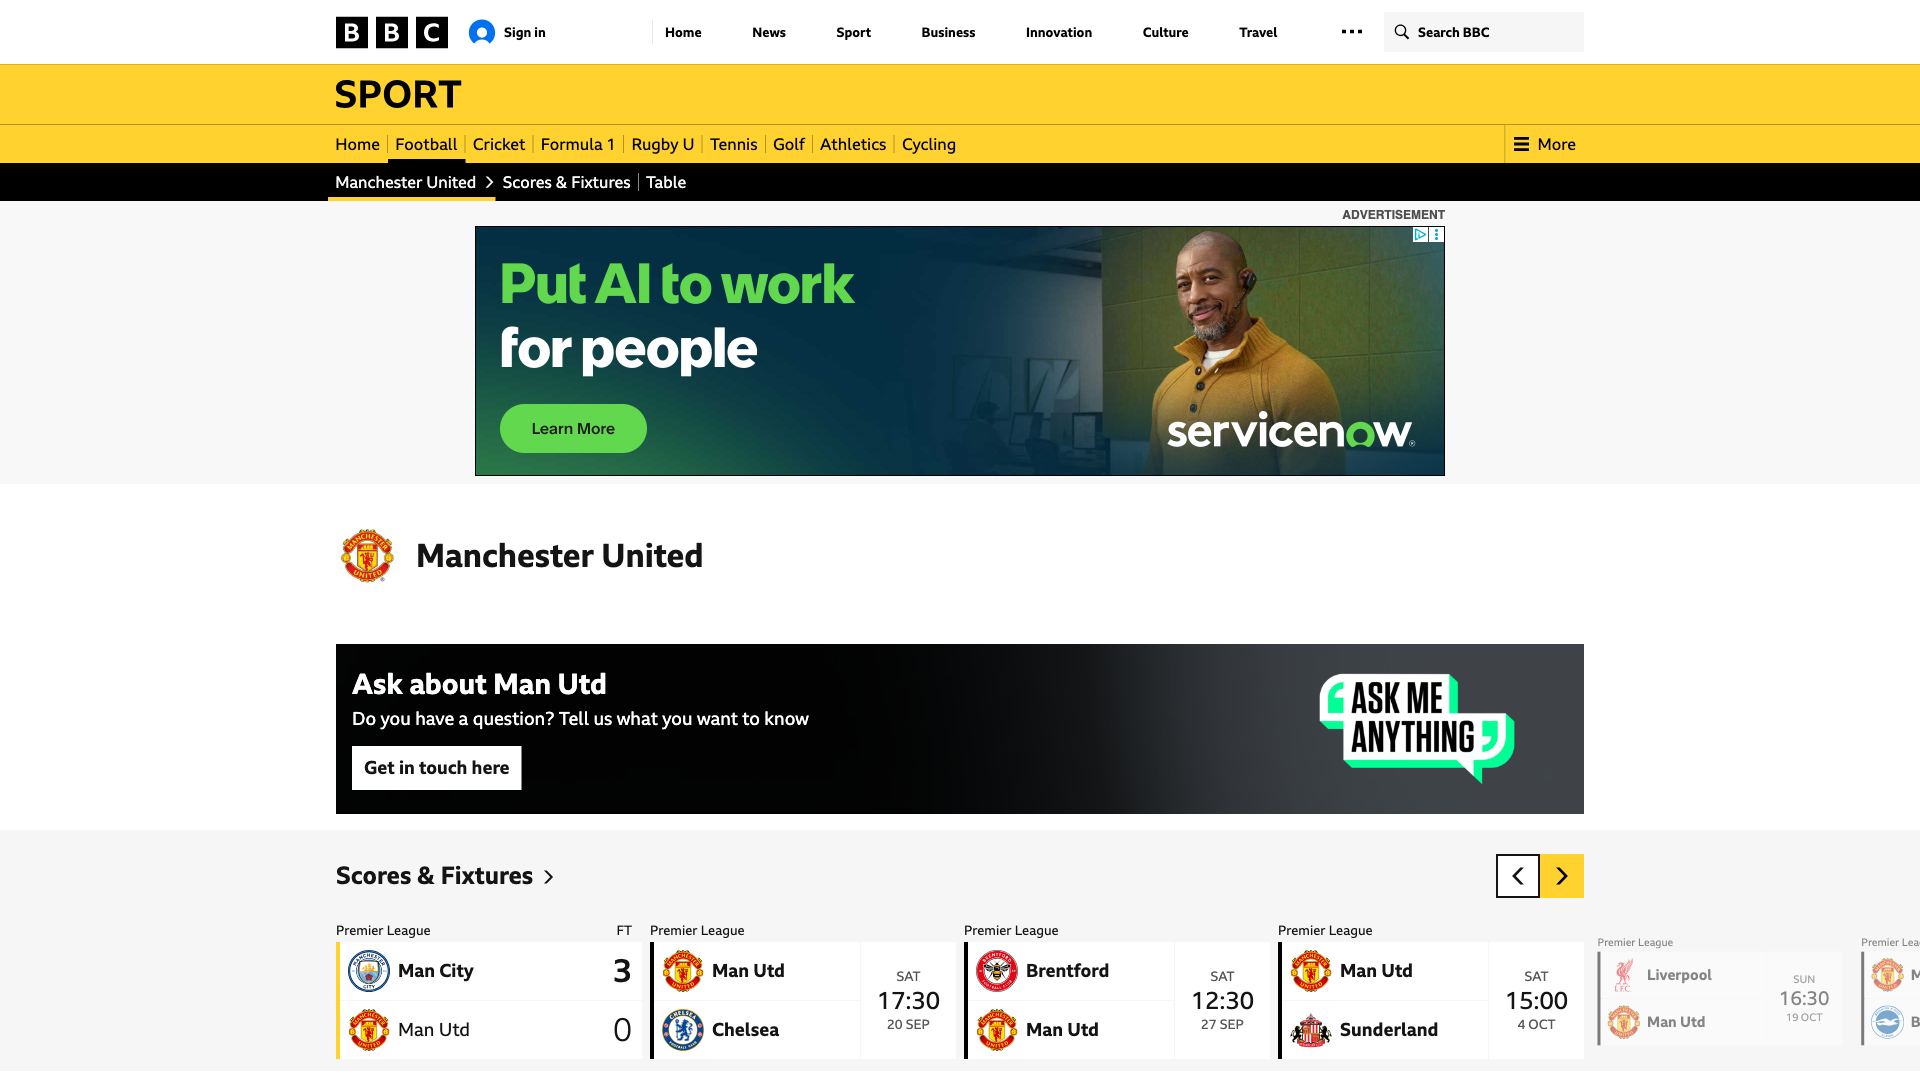 BBC
Sign in
Home
News
Sport
Business
Innovation
Culture
Travel
Search BBC
SPORT
Home
Football
Cricket
Formula 1
Rugby U
Tennis
Golf
Athletics
Cycling
More
Manchester United
Scores & Fixtures
Table
ADVERTISEMENT
Put AI to work
for people
Learn More
servicenow
Manchester United
Ask about Man Utd
Do you have a question? Tell us what you want to know
Get in touch here
ASK ME
ANYTHING
Scores & Fixtures
Premier League FT
Man City 3
Man Utd 0
Premier League
Man Utd
Chelsea
SAT
17:30
20 SEP
Premier League
Brentford
Man Utd
SAT
12:30
27 SEP
Premier League
Man Utd
Sunderland
SAT
15:00
4 OCT
Premier League
Liverpool
Man Utd
SUN
16:30
19 OCT
Premier Lea
M
B